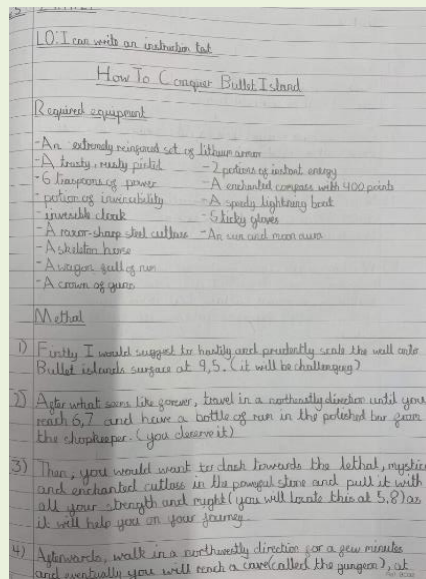 LO: I can write an instruction text
How To Conquer Bullet Island
Required equipment
- An extremely reinforced set of lithium armor
- A trusty, rusty pistol
- 2 potions of instant energy
- 6 teaspoons of power
- A enchanted compass with 400 points
- potion of invincibility
- A speedy lightning boat
- invisible cloak
- Sticky gloves
- A razor-sharp steel cutlass
- An sun and moon
- A skeleton horse
- A wagon full of rum
- A crown of
Methal
1) Firstly I would suggest to hastily and prudently scale the wall onto
Bullet islands surface at 9,5. (it will be challenging)
2) After what seems like forever, travel in a northeastly direction until you
reach 6,7 and have a bottle of rum in the polished bar from
the shopkeeper. (you deserve it)
3) Then, you would want to dash towards the lethal, mystic
and enchanted cutlass in the powerful stone and pull it with
all your strength and might (you will locate this at 5,8) as
it will help you on your journey.
4) Afterwards, walk in a northwestly direction for a few minutes
and eventually you will reach a cave (called the gungeon), at